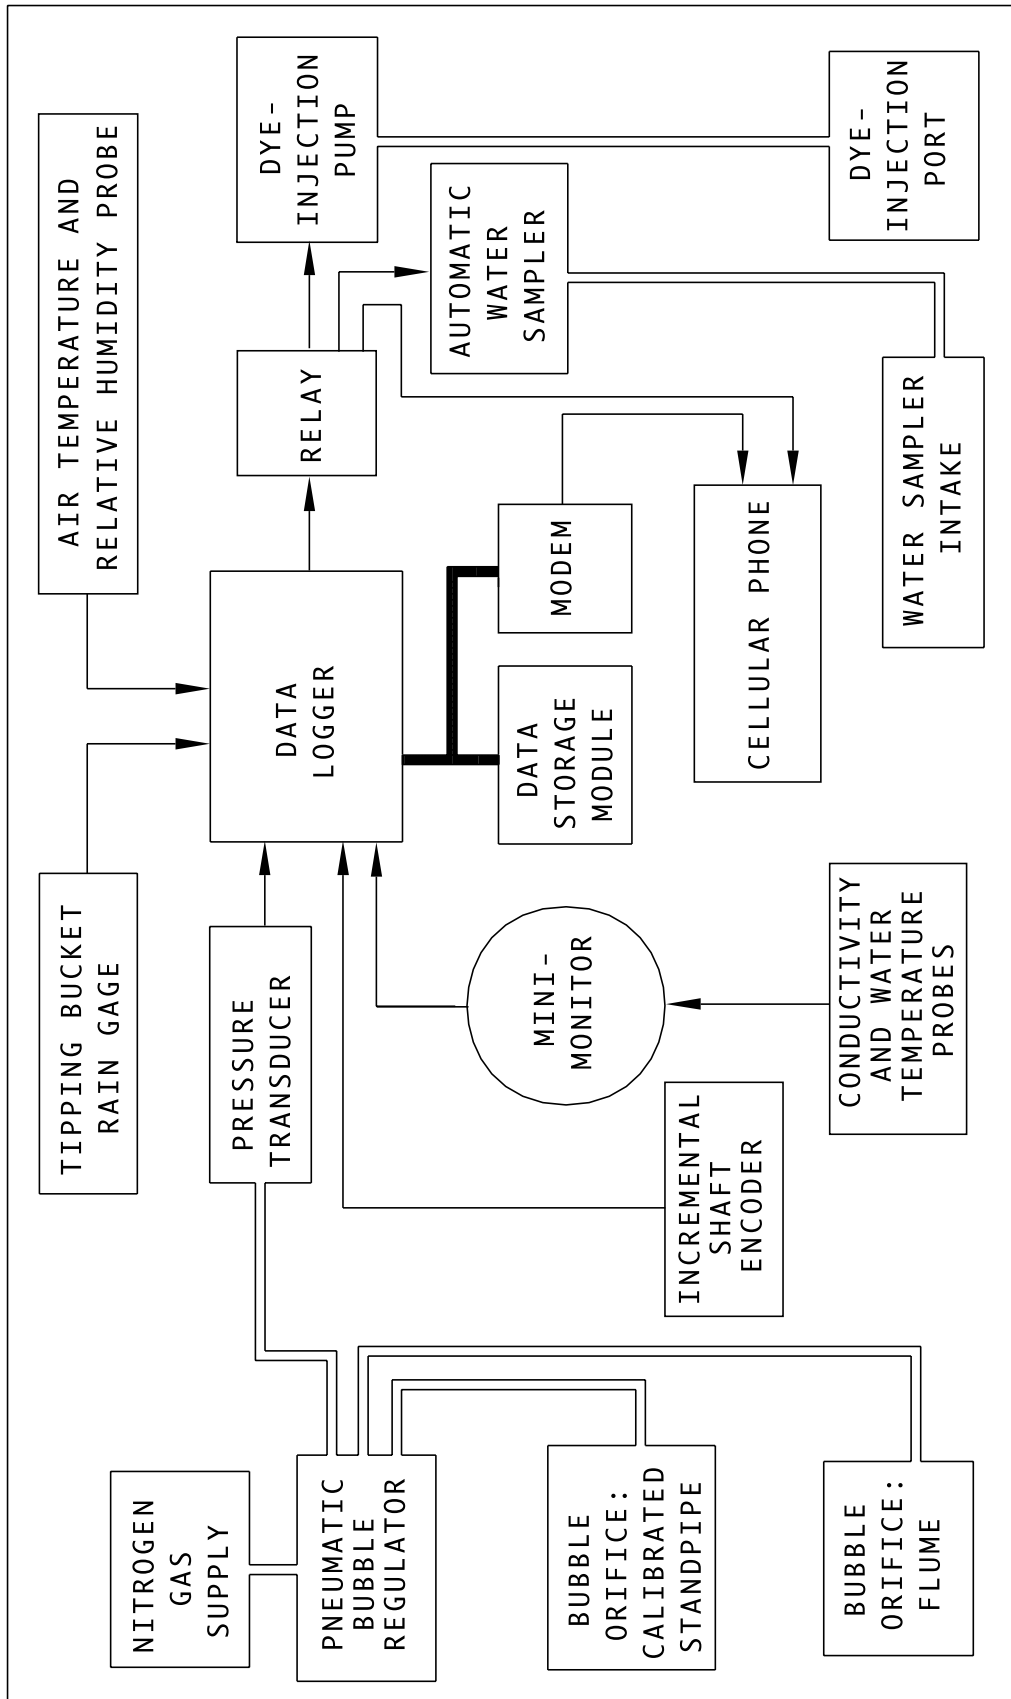 AIR TEMPERATURE AND
RELATIVE HUMIDITY PROBE
TIPPING BUCKET
RAIN GAGE
NITROGEN
GAS
SUPPLY
DYE-
INJECTION
PUMP
RELAY
DATA
LOGGER
PRESSURE
TRANSDUCER
PNEUMATIC
BUBBLE
REGULATOR
AUTOMATIC
WATER
SAMPLER
MODEM
DATA
STORAGE
MODULE
MINI-
MONITOR
BUBBLE
ORIFICE:
CALIBRATED
STANDPIPE
CELLULAR PHONE
INCREMENTAL
SHAFT
ENCODER
DYE-
INJECTION
PORT
WATER SAMPLER
INTAKE
CONDUCTIVITY
AND WATER
TEMPERATURE
PROBES
BUBBLE
ORIFICE:
FLUME